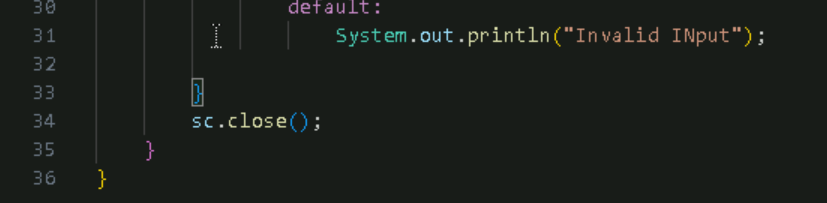 30 default:
31 System.out.println("Invalid INput");
32
33 }
34 sc.close();
35 }
36 }